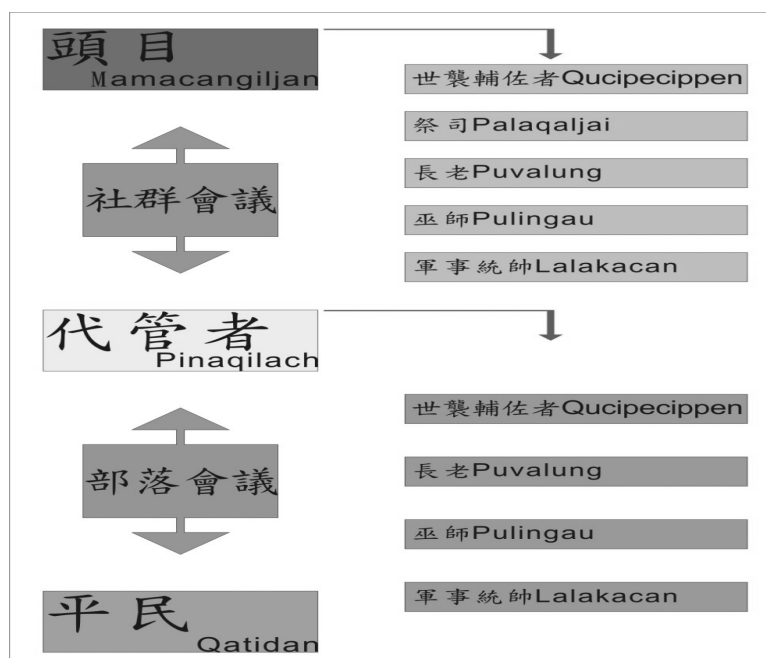 頭目
Mamacangiljan
世襲輔佐者Qucipecippen
祭司Palaqaljai
長老Puvalung
巫師Pulingau
軍事統帥Lalakacan
社群會議
代管者
Pinaqilach
世襲輔佐者Qucipecippen
長老Puvalung
巫師Pulingau
軍事統帥Lalakacan
部落會議
平民
Qatidan